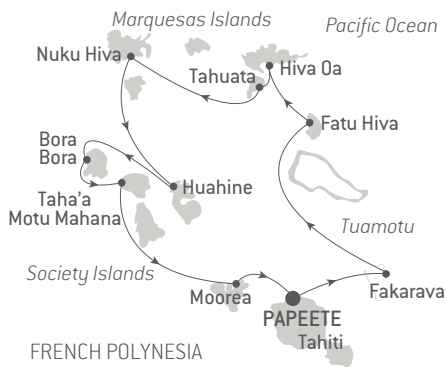 Marquesas Islands
Pacific Ocean
Nuku Hiva
Hiva Oa
Tahuata
Fatu Hiva
Bora
Bora
Taha'a
Motu Mahana
Huahine
Tuamotu
Society Islands
Moorea
Fakarava
PAPEETE
Tahiti
FRENCH POLYNESIA